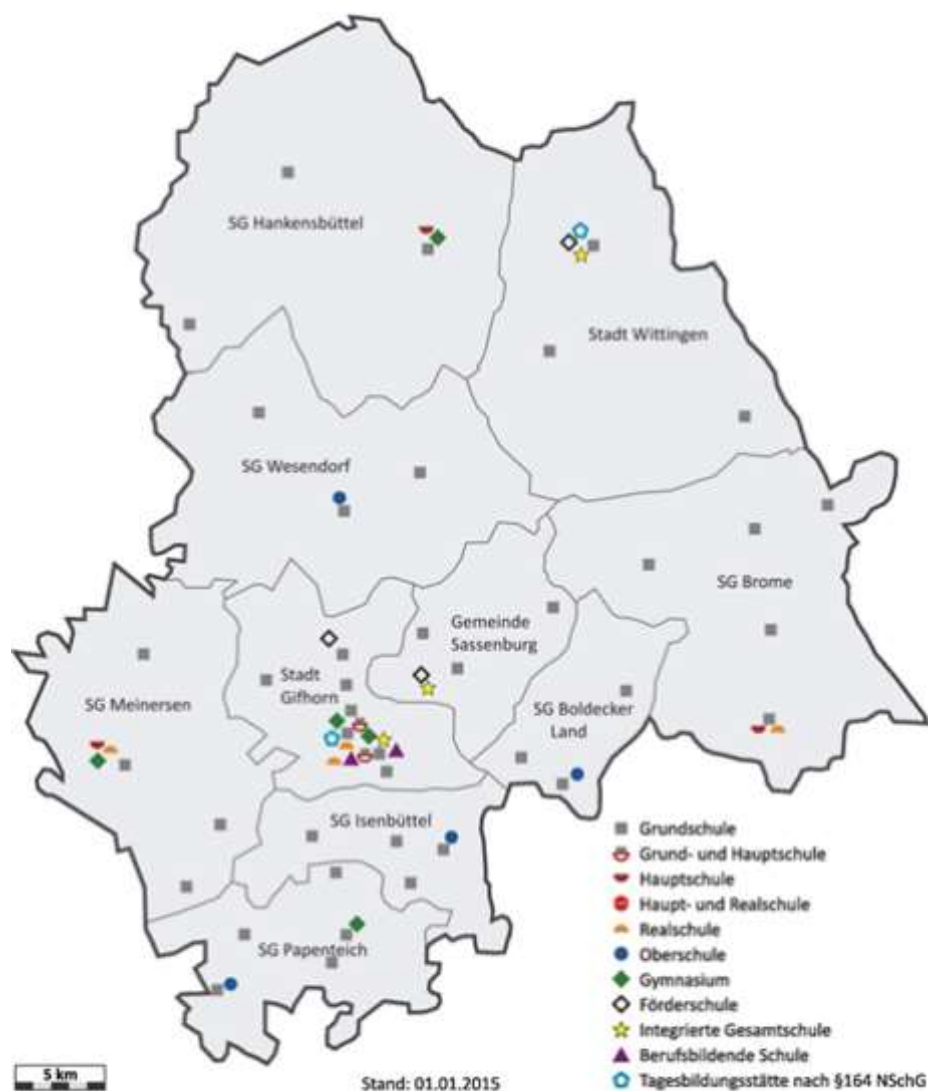 SG Hankensbüttel
Stadt Wittingen
SG Wesendorf
SG Brome
Gemeinde
Sassenburg
Stadt
Gifhorn
SG Meinersen
SG Boldecker
Land
SG Isenbüttel
SG Papenteich
Grundschule
Grund- und Hauptschule
Hauptschule
Haupt- und Realschule
Realschule
Oberschule
Gymnasium
Förderschule
Integrierte Gesamtschule
Berufsbildende Schule
Tagesbildungsstätte nach §164 NSchG
5 km
Stand: 01.01.2015